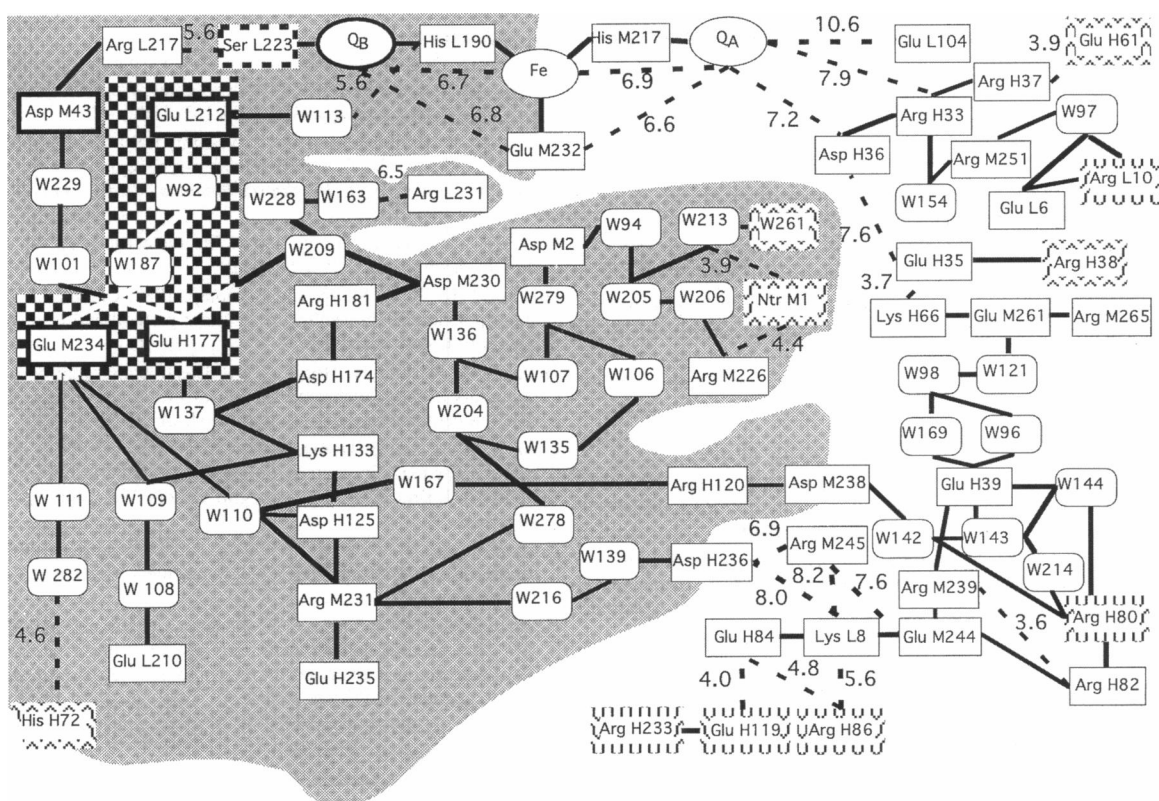 10.6
5.6
Arg L217
Ser L223
QB
His L190
His M217
QA
Glu L104
3.9
Glu H61
Fe
5.6
6.7
6.9
7.9
Arg H37
Asp M43
Glu L212
W113
6.8
6.6
7.2
Arg H33
W97
Glu M232
Asp H36
Arg M251
Arg L10
W229
W92
W228
W163
6.5
Arg L231
W154
Glu L6
W94
W213
W261
7.6
W101
W187
W209
Asp M2
Asp M230
3.9
Glu H35
Arg H38
Arg H181
W279
W205
W206
Ntr M1
3.7
Glu M234
Glu H177
W136
4.4
Lys H66
Glu M261
Arg M265
Asp H174
W107
W106
Arg M226
W98
W121
W137
W204
W135
W169
W96
Lys H133
W167
Arg H120
Asp M238
Glu H39
W144
W 111
W109
W110
Asp H125
W278
6.9
Arg M245
W142
W143
W139
Asp H236
8.2
7.6
W214
W 282
W 108
Arg M231
W216
8.0
Arg M239
3.6
Arg H80
4.6
Glu H84
Lys L8
Glu M244
Glu L210
Glu H235
4.8
4.0
5.6
Arg H82
His H72
Arg H233
Glu H119
Arg H86